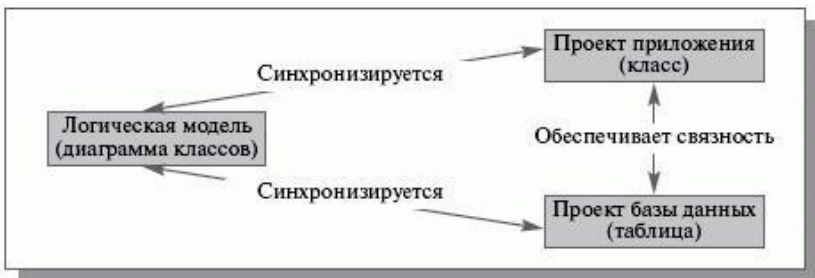 Проект приложения
(класс)
Синхронизируется
Логическая модель
(диаграмма классов)
Обеспечивает связность
Синхронизируется
Проект базы данных
(таблица)